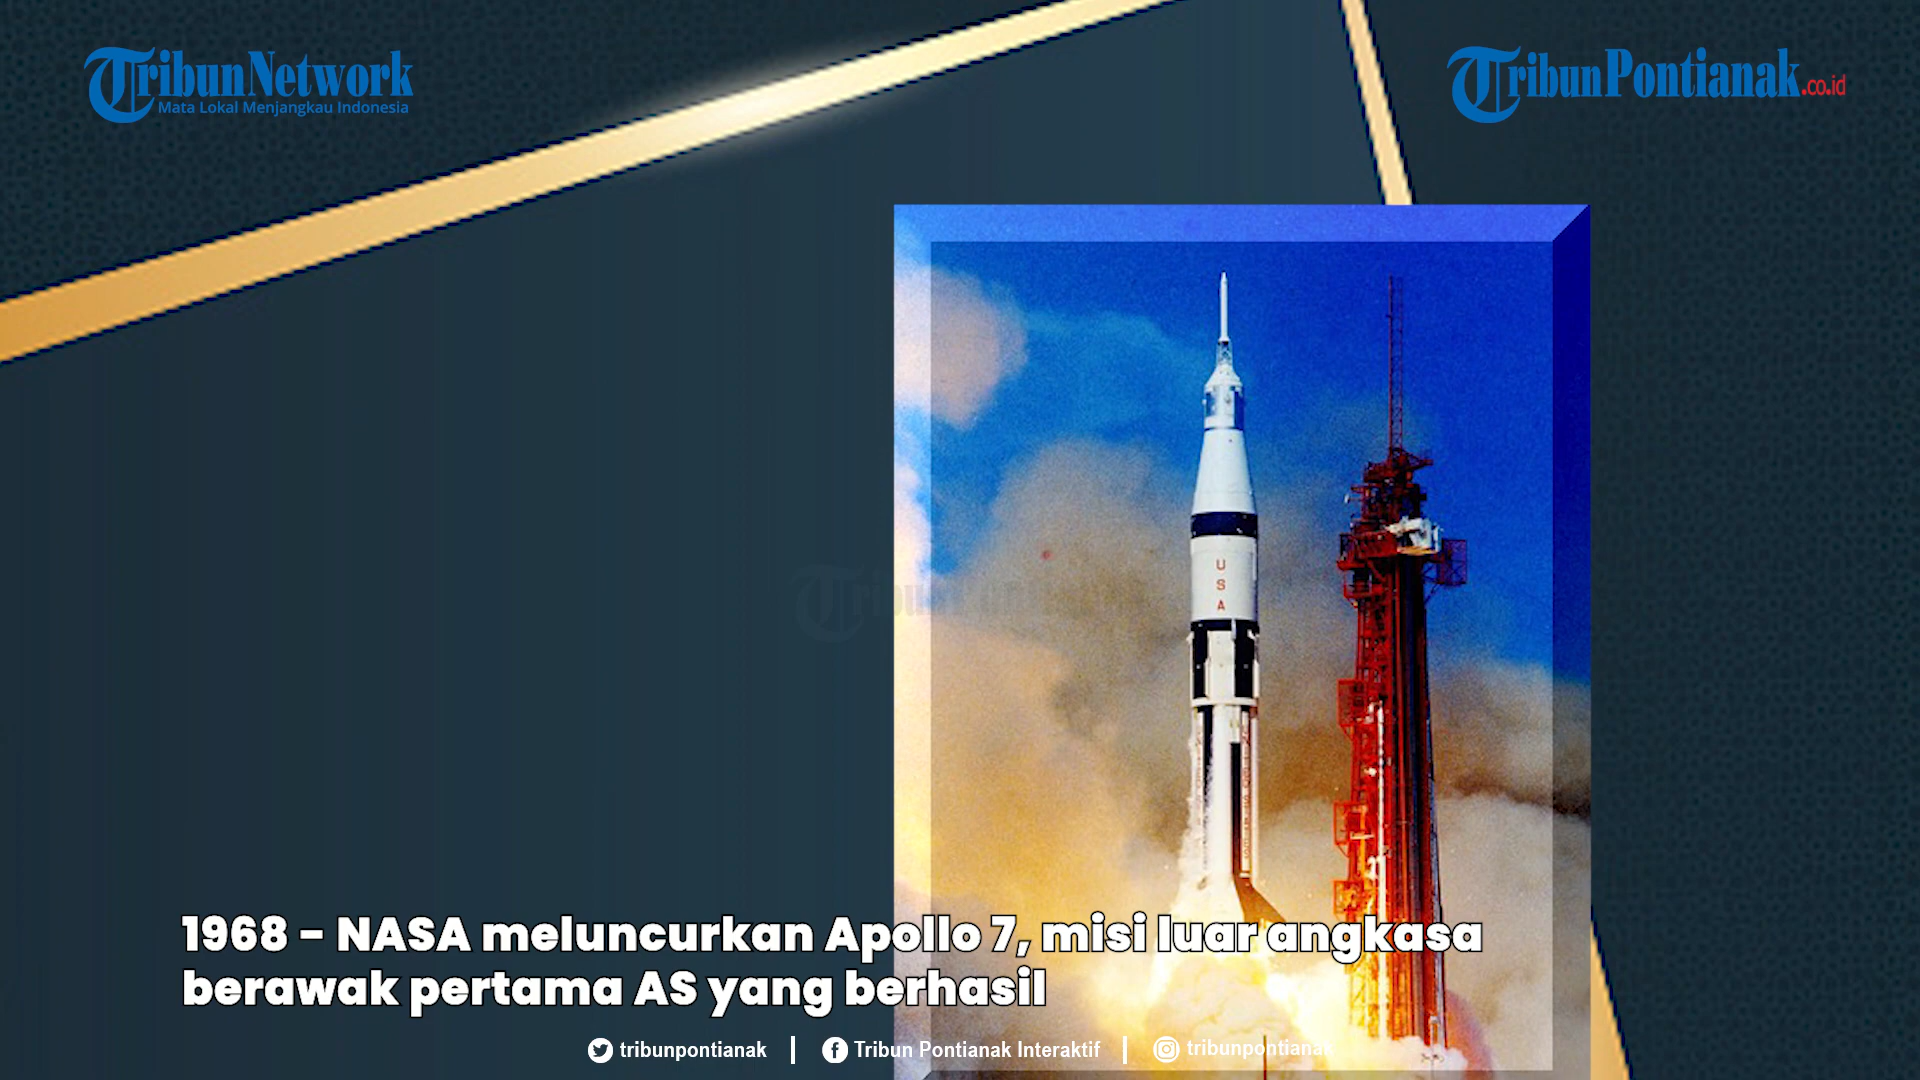 TribunNetwork
Mata Lokal Menjangkau Indonesia
TribunPontianak.co.id
USA
1968 - NASA meluncurkan Apollo 7, misi luar angkasa
berawak pertama AS yang berhasil
tribunpontianak | Tribun Pontianak Interaktif | tribunpontianak